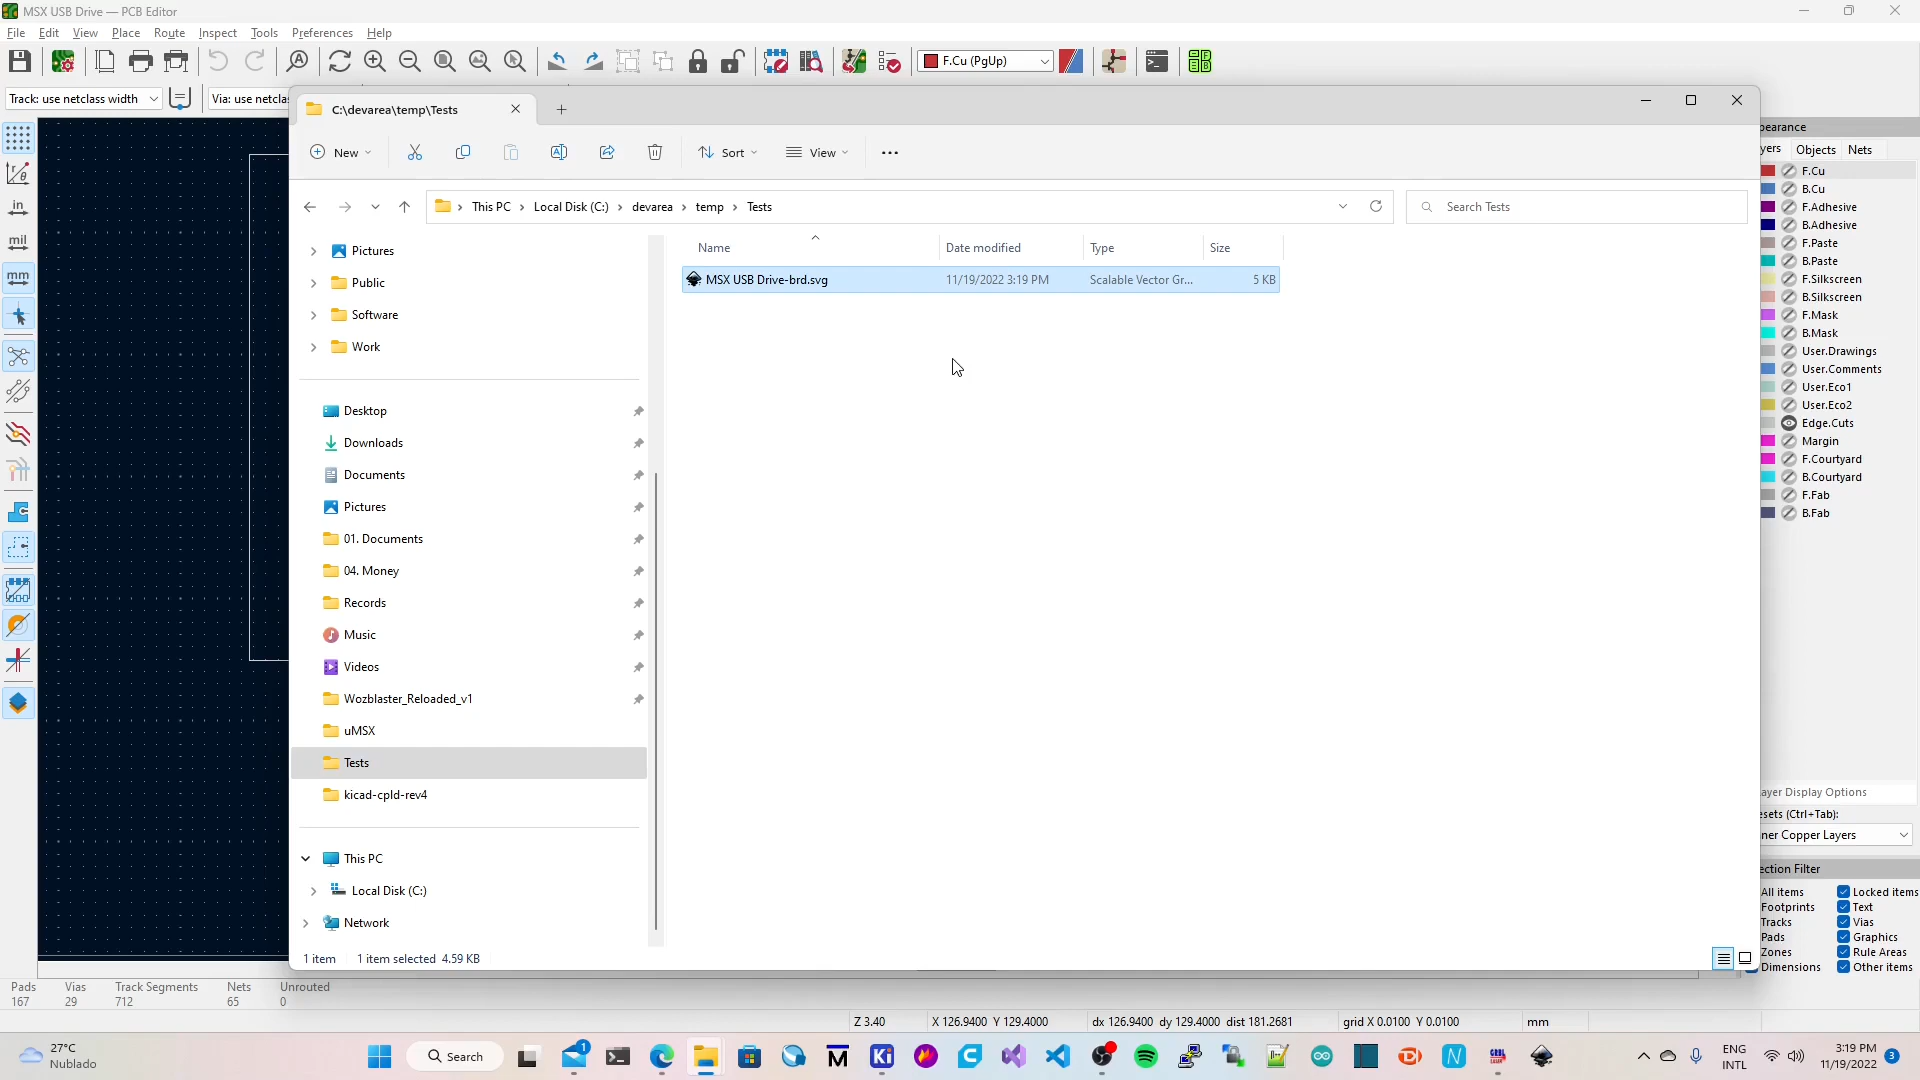 MSX USB Drive — PCB Editor
File Edit View Place Route Inspect Tools Preferences Help
F.Cu (PgUp)
Track: use netclass width
Via: use netclas
C:\devarea\temp\Tests
New
Sort
View
This PC
Local Disk (C:)
devarea
temp
Tests
Search Tests
Name
Date modified
Type
Size
MSX USB Drive-brd.svg
11/19/2022 3:19 PM
Scalable Vector Gr...
5 KB
in
mil
mm
Pictures
Public
Software
Work
Desktop
Downloads
Documents
Pictures
01. Documents
04. Money
Records
Music
Videos
Wozblaster_Reloaded_v1
uMSX
Tests
kicad-cpld-rev4
This PC
Local Disk (C:)
Network
1 item
1 item selected 4.59 KB
pearance
yers
Objects
Nets
F.Cu
B.Cu
F.Adhesive
B.Adhesive
F.Paste
B.Paste
F.Silkscreen
B.Silkscreen
F.Mask
B.Mask
User.Drawings
User.Comments
User.Eco1
User.Eco2
Edge.Cuts
Margin
F.Courtyard
B.Courtyard
F.Fab
B.Fab
ayer Display Options
esets (Ctrl+Tab):
ner Copper Layers
ection Filter
All items
Locked items
Footprints
Text
Tracks
Vias
Pads
Graphics
Zones
Rule Areas
Dimensions
Other items
Pads Vias Track Segments Nets Unrouted
167 29 712 65 0
Z 3.40
X 126.9400 Y 129.4000
dx 126.9400 dy 129.4000 dist 181.2681
grid X 0.0100 Y 0.0100
mm
27°C
Nublado
Search
1
M
Ki
ENG
INTL
3:19 PM
11/19/2022
3